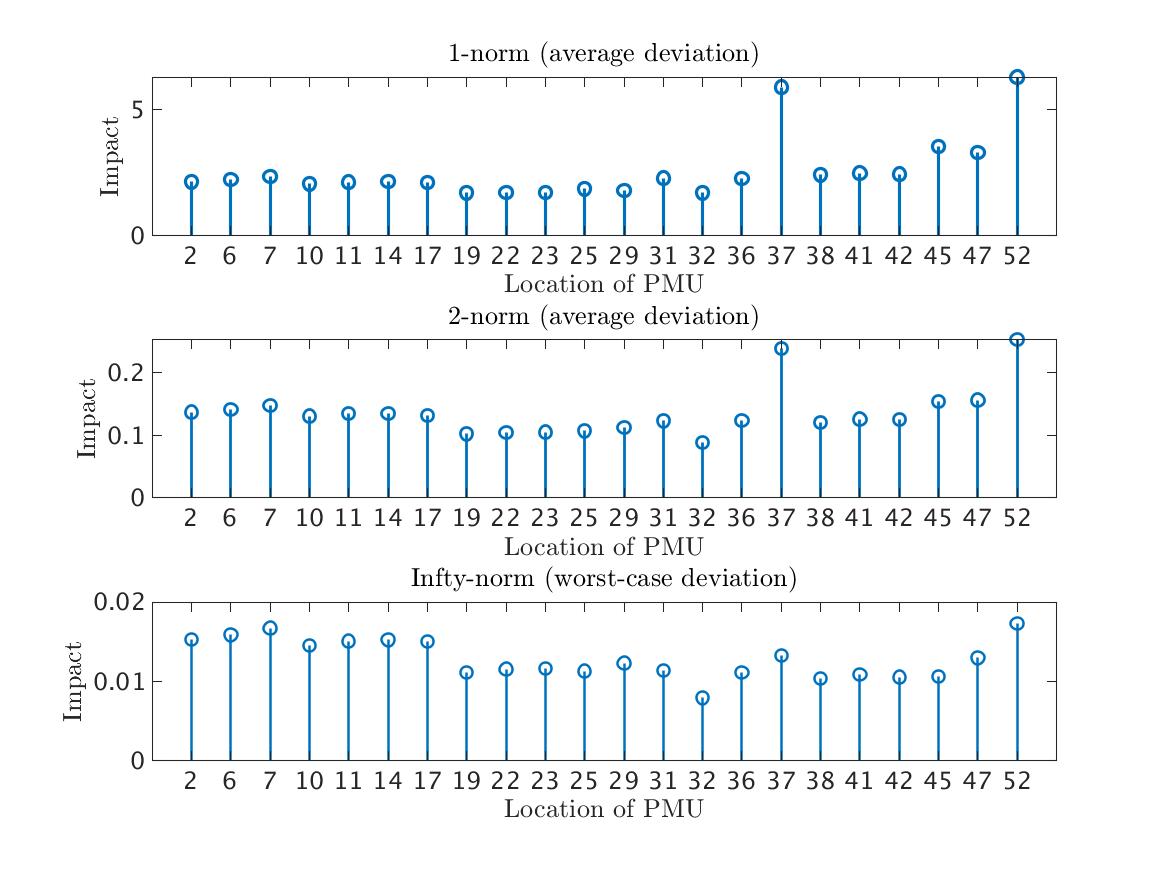 1-norm (average deviation)
5
0
Impact
2 6 7 10 11 14 17 19 22 23 25 29 31 32 36 37 38 41 42 45 47 52
Location of PMU
2-norm (average deviation)
0.2
0.1
0
Impact
2 6 7 10 11 14 17 19 22 23 25 29 31 32 36 37 38 41 42 45 47 52
Location of PMU
Infty-norm (worst-case deviation)
0.02
0.01
0
Impact
2 6 7 10 11 14 17 19 22 23 25 29 31 32 36 37 38 41 42 45 47 52
Location of PMU